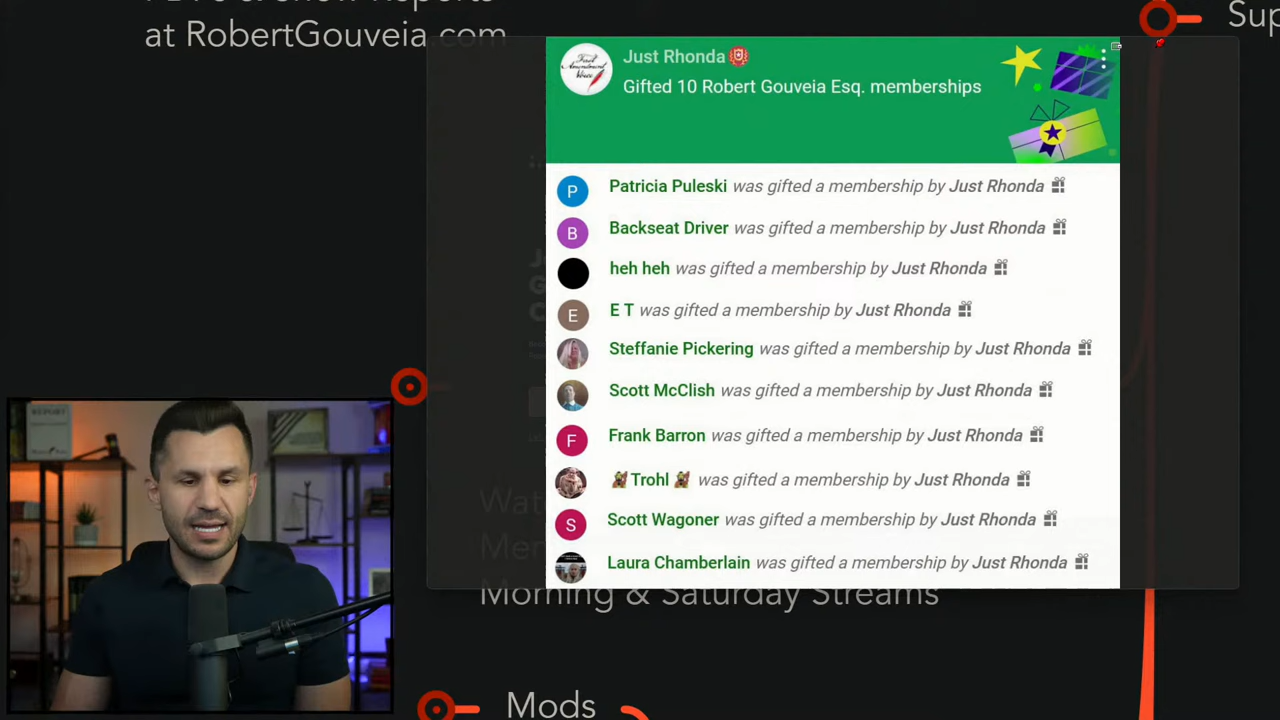 at RobertGouveia.com
Sup
Just Rhonda
Gifted 10 Robert Gouveia Esq. memberships
P Patricia Puleski was gifted a membership by Just Rhonda
B Backseat Driver was gifted a membership by Just Rhonda
heh heh was gifted a membership by Just Rhonda
E E T was gifted a membership by Just Rhonda
Steffanie Pickering was gifted a membership by Just Rhonda
Scott McClish was gifted a membership by Just Rhonda
F Frank Barron was gifted a membership by Just Rhonda
Trohl was gifted a membership by Just Rhonda
S Scott Wagoner was gifted a membership by Just Rhonda
Laura Chamberlain was gifted a membership by Just Rhonda
Morning & Saturday Streams
Mods